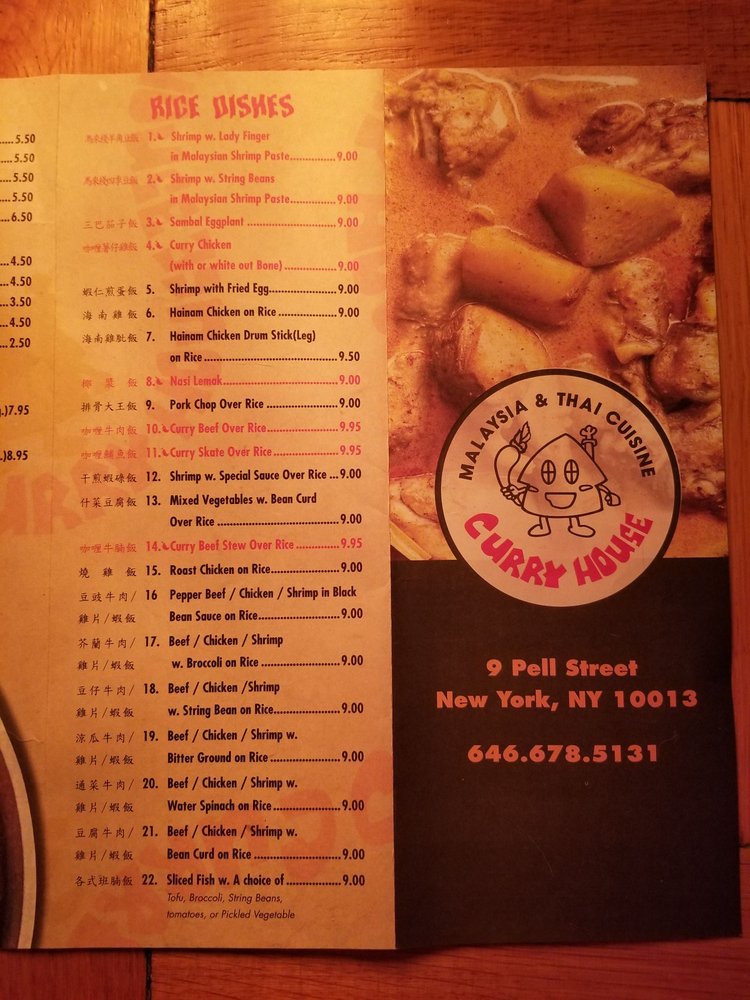 .....5.50
....5.50
....5.50
....5.50
....6.50
...4.50
...4.50
...3.50
...4.50
...2.50
.)7.95
.)8.95
RICE DISHES
馬來棧羊角豆飯 1. Shrimp w. Lady Finger
in Malaysian Shrimp Paste..............9.00
馬來棧四季豆飯 2. Shrimp w. String Beans
in Malaysian Shrimp Paste..............9.00
三巴茄子飯 3. Sambal Eggplant ..........................9.00
咖喱薯仔雞飯 4. Curry Chicken
(with or white out Bone) ................9.00
蝦仁煎蛋飯 5. Shrimp with Fried Egg....................9.00
海南雞飯 6. Hainam Chicken on Rice................9.00
海南雞肶飯 7. Hainam Chicken Drum Stick(Leg)
on Rice .......................................9.50
椰漿飯 8. Nasi Lemak..................................9.00
排骨大王飯 9. Pork Chop Over Rice .....................9.00
咖喱牛肉飯 10. Curry Beef Over Rice.....................9.95
咖喱鯆魚飯 11. Curry Skate Over Rice...................9.95
干煎蝦碌飯 12. Shrimp w. Special Sauce Over Rice ...9.00
什菜豆腐飯 13. Mixed Vegetables w. Bean Curd
Over Rice ...................................9.00
咖喱牛腩飯 14. Curry Beef Stew Over Rice.............9.95
燒雞飯 15. Roast Chicken on Rice....................9.00
豆豉牛肉/ 16 Pepper Beef / Chicken / Shrimp in Black
雞片/蝦飯 Bean Sauce on Rice.......................9.00
芥蘭牛肉/ 17. Beef / Chicken / Shrimp
雞片/蝦飯 w. Broccoli on Rice .......................9.00
豆仔牛肉/ 18. Beef / Chicken /Shrimp
雞片/蝦飯 w. String Bean on Rice....................9.00
涼瓜牛肉/ 19. Beef / Chicken / Shrimp w.
雞片/蝦飯 Bitter Ground on Rice ....................9.00
通菜牛肉/ 20. Beef / Chicken / Shrimp w.
雞片/蝦飯 Water Spinach on Rice...................9.00
豆腐牛肉/ 21. Beef / Chicken / Shrimp w.
雞片/蝦飯 Bean Curd on Rice .........................9.00
各式班腩飯 22. Sliced Fish w. A choice of ...............9.00
Tofu, Broccoli, String Beans,
tomatoes, or Pickled Vegetable
MALAYSIA & THAI CUISINE
CURRY HOUSE
9 Pell Street
New York, NY 10013
646.678.5131